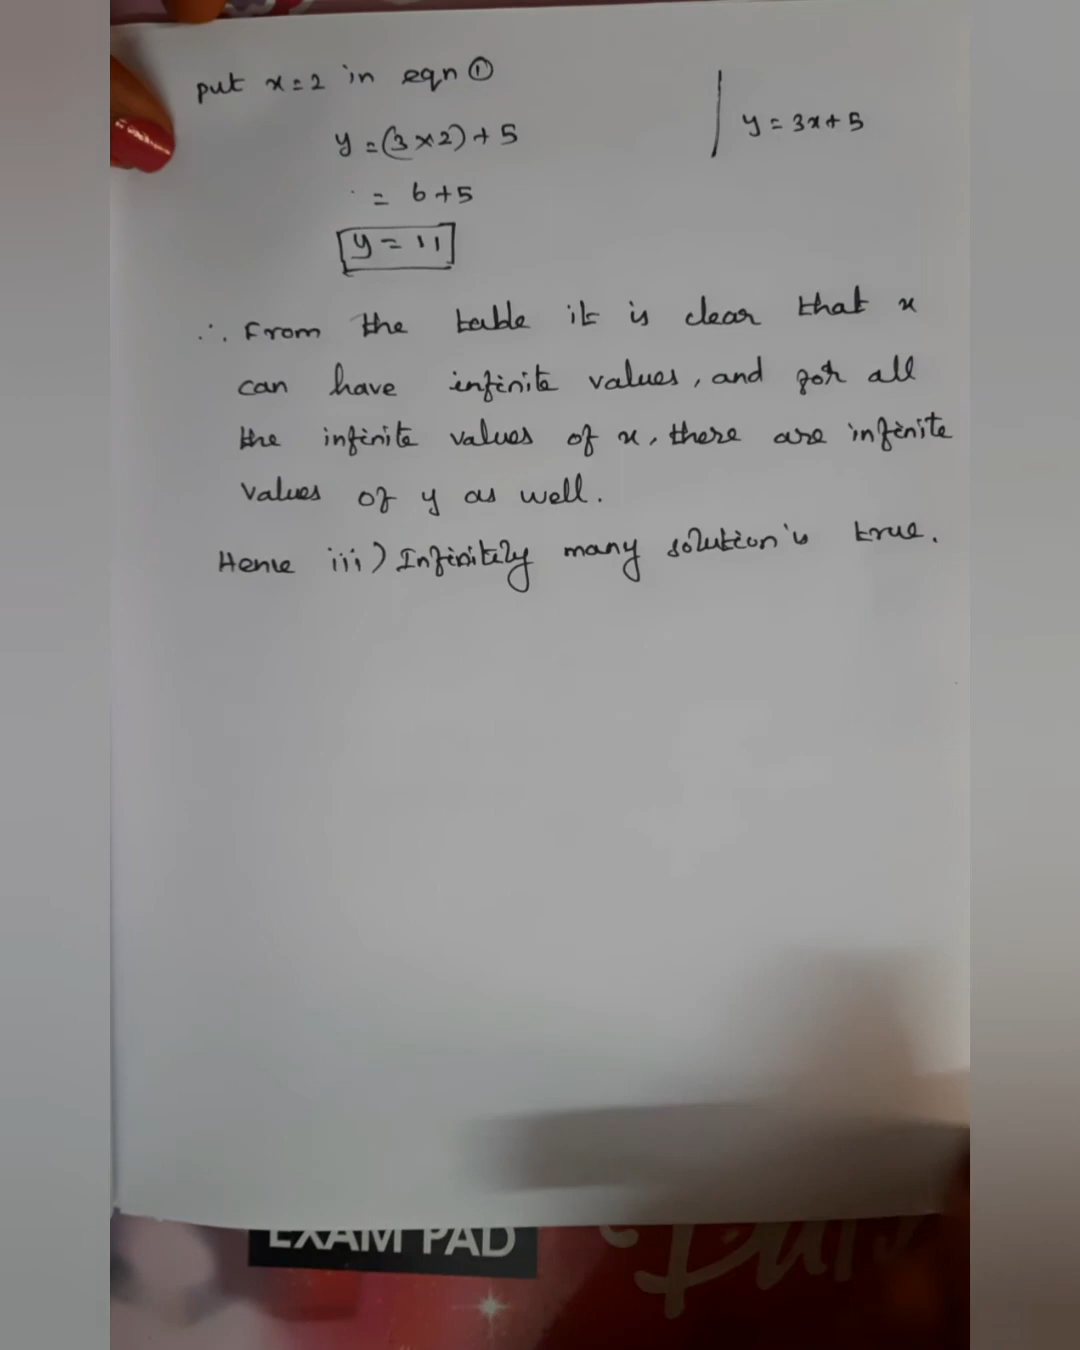 put x=2 in eqn ①
y = 3x+5
y = (3×2)+5
= 6+5
y = 11
∴ From the table it is clear that x
can have infinite values, and for all
the infinite values of x, there are infinite
values of y as well.
Hence iii) Infinitely many solution is true.
EXAM PAD